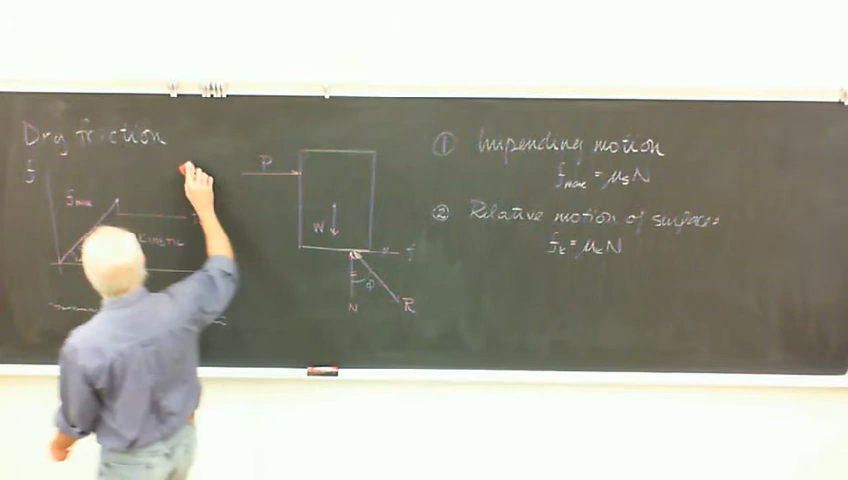 Dry friction
f
fmax
Kinetic
P
W
f
φ
N
R
① Impending motion
fmax = μsN
② Relative motion of surfaces
fk = μkN